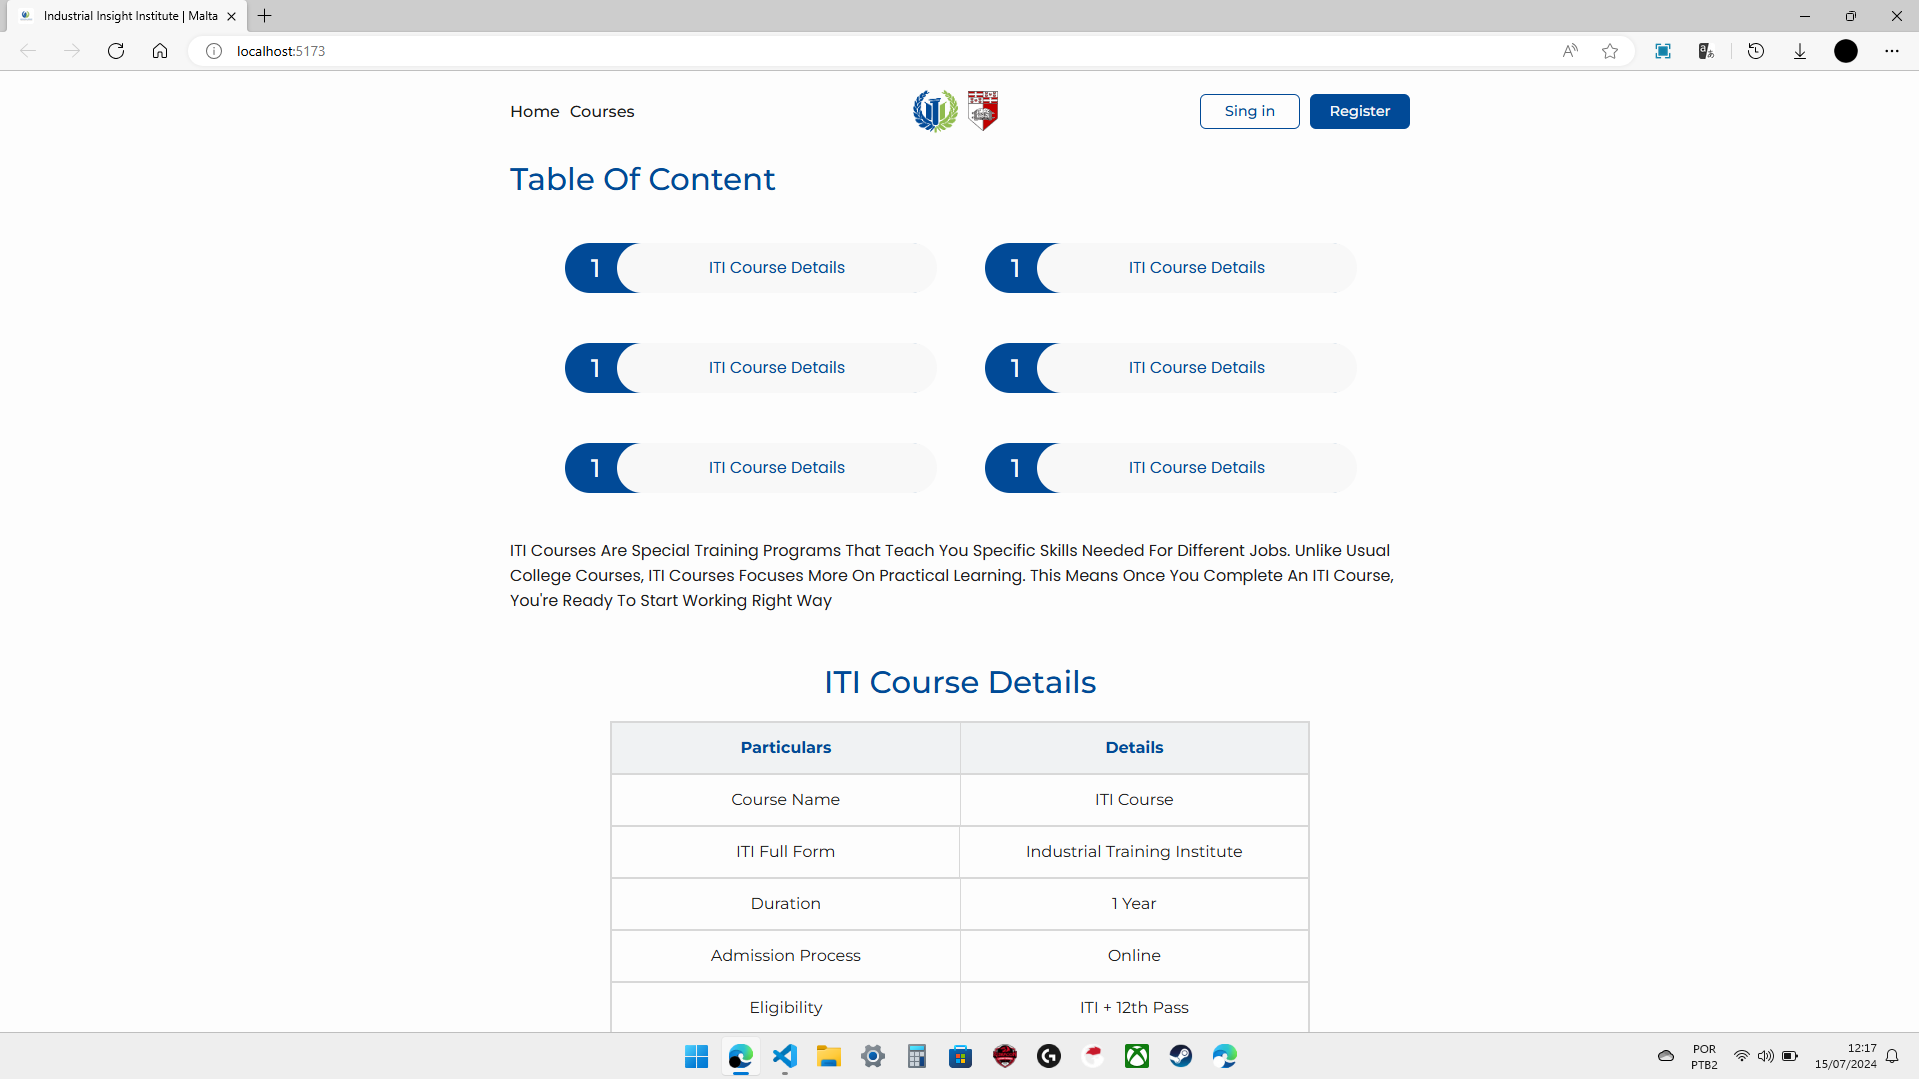 Industrial Insight Institute | Malta
localhost:5173
Home Courses
Sing in
Register
Table Of Content
1 ITI Course Details
1 ITI Course Details
1 ITI Course Details
1 ITI Course Details
1 ITI Course Details
1 ITI Course Details
ITI Courses Are Special Training Programs That Teach You Specific Skills Needed For Different Jobs. Unlike Usual
College Courses, ITI Courses Focuses More On Practical Learning. This Means Once You Complete An ITI Course,
You're Ready To Start Working Right Way
ITI Course Details
Particulars Details
Course Name ITI Course
ITI Full Form Industrial Training Institute
Duration 1 Year
Admission Process Online
Eligibility ITI + 12th Pass
POR
PTB2
12:17
15/07/2024